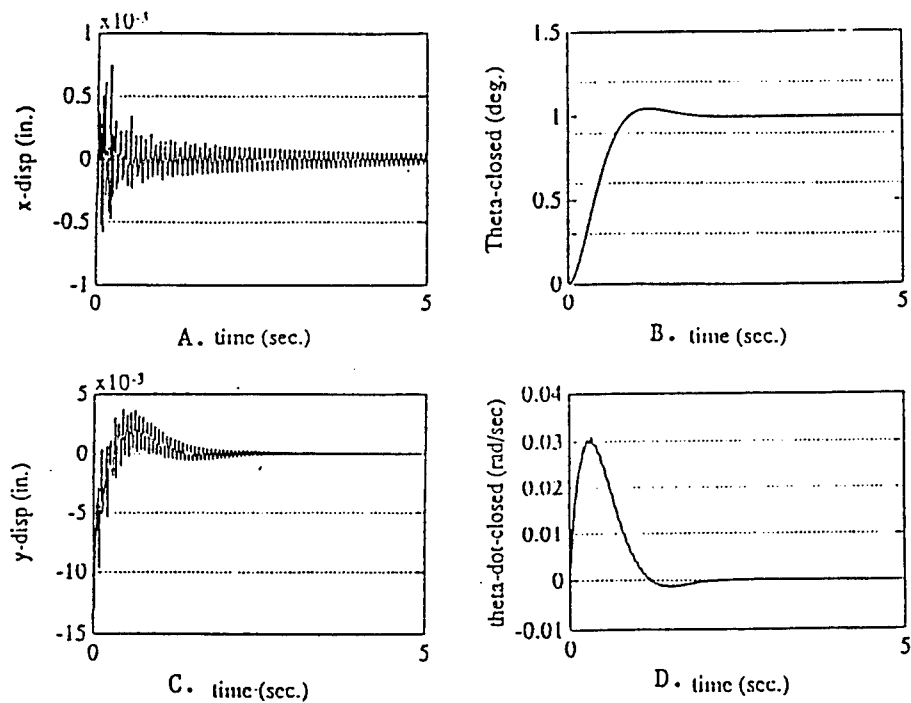 x10⁻³
1
0.5
0
-0.5
-1
x-disp (in.)
0
5
A. time (sec.)
1.5
1
0.5
0
Theta-closed (deg.)
0
5
B. time (sec.)
x10⁻³
5
0
-5
-10
-15
y-disp (in.)
0
5
C. time (sec.)
0.04
0.03
0.02
0.01
0
-0.01
theta-dot-closed (rad/sec)
0
5
D. time (sec.)